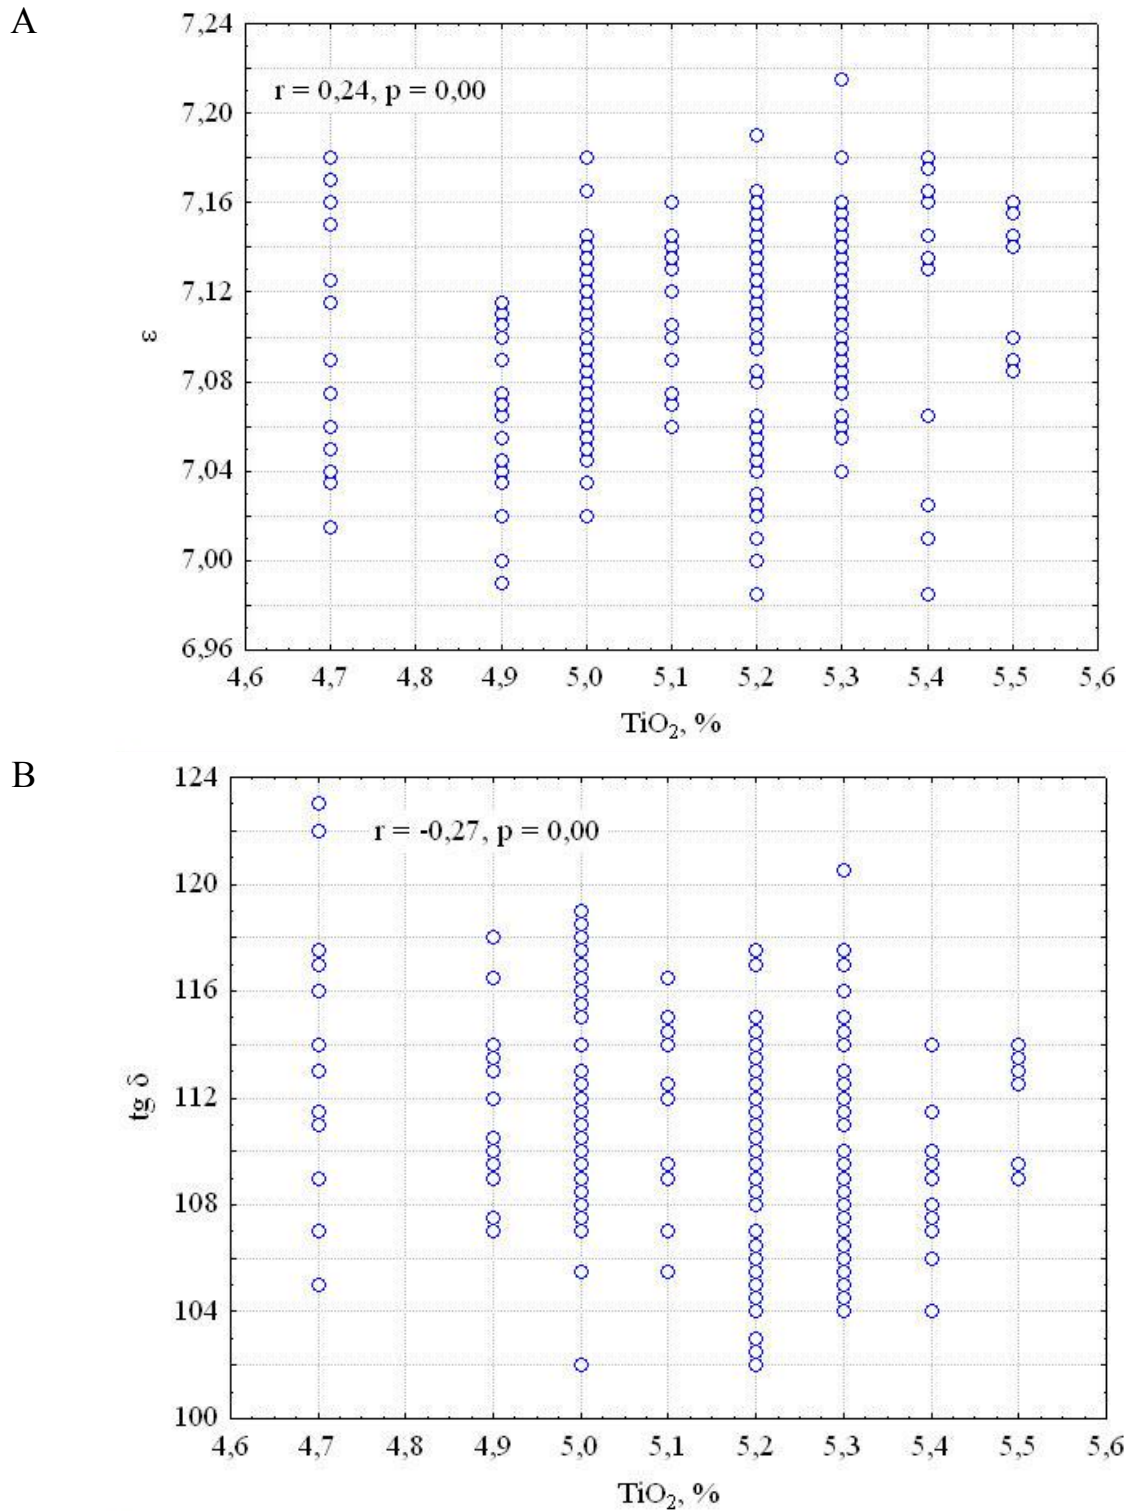 A
7,24
r = 0,24, p = 0,00
7,20
7,16
7,12
ε
7,08
7,04
7,00
6,96
4,6 4,7 4,8 4,9 5,0 5,1 5,2 5,3 5,4 5,5 5,6
TiO₂, %
B
124
r = -0,27, p = 0,00
120
116
112
tg δ
108
104
100
4,6 4,7 4,8 4,9 5,0 5,1 5,2 5,3 5,4 5,5 5,6
TiO₂, %